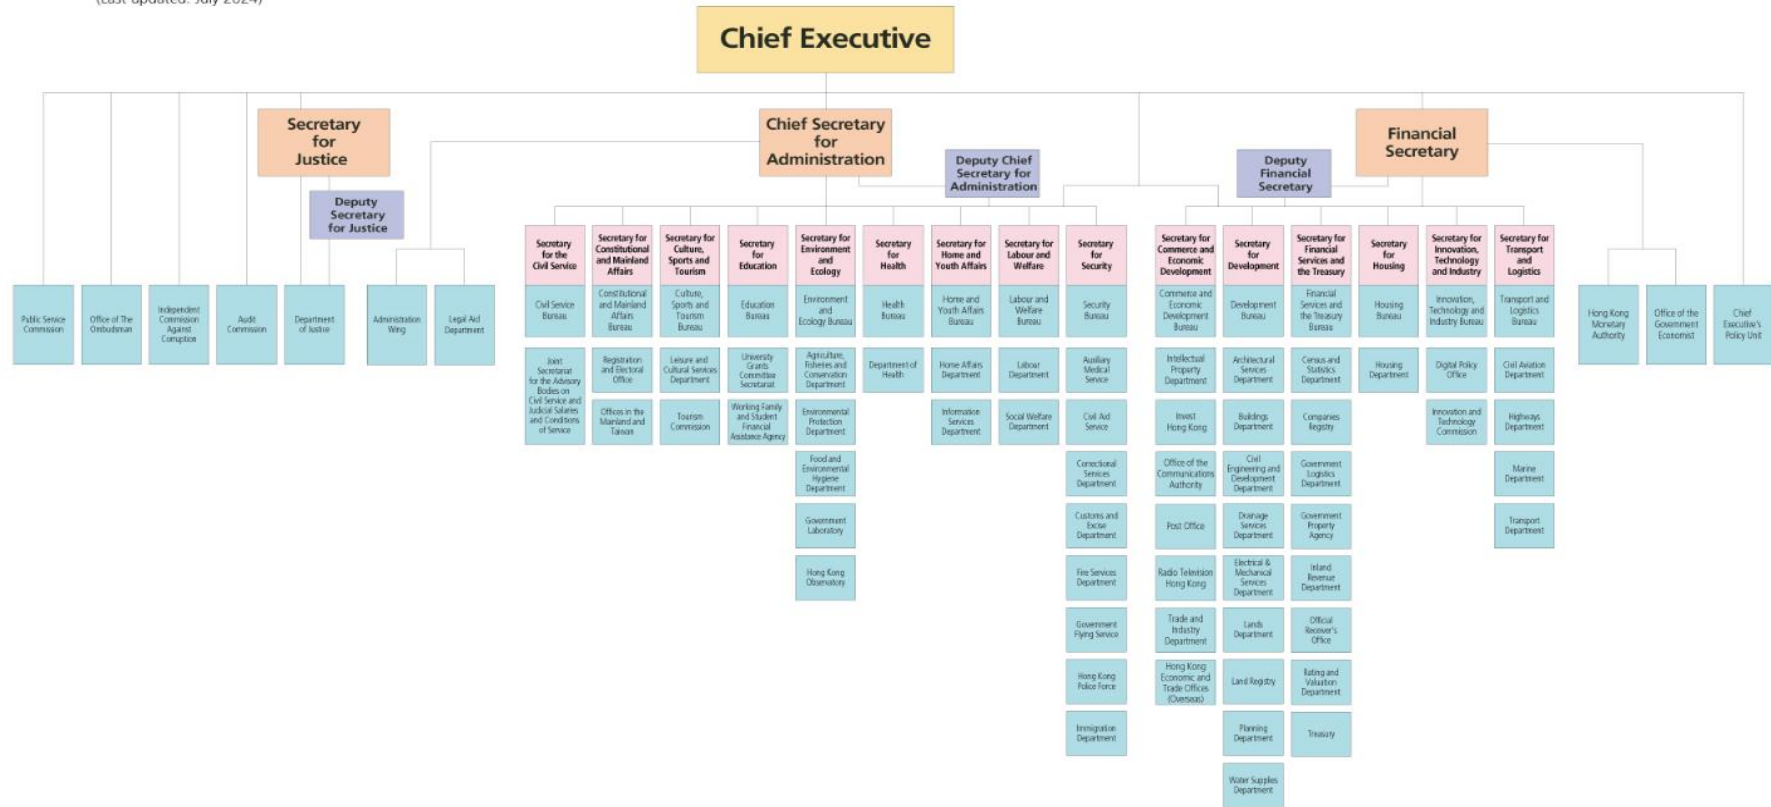 (Last updated: July 2024)
Chief Executive
Secretary
for
Justice
Chief Secretary
for
Administration
Financial
Secretary
Deputy
Secretary
for Justice
Deputy Chief
Secretary for
Administration
Deputy
Financial
Secretary
Public Service
Commission
Office of The
Ombudsman
Independent
Commission
Against
Corruption
Audit
Commission
Department
of Justice
Administration
Wing
Legal Aid
Department
Secretary
for the
Civil Service
Civil Service
Bureau
Joint
Secretariat
for the Advisory
Bodies on
Civil Service and
Judicial Salaries
and Conditions
of Service
Secretary for
Constitutional
and Mainland
Affairs
Constitutional
and Mainland
Affairs
Bureau
Registration
and Electoral
Office
Offices in the
Mainland and
Taiwan
Secretary for
Culture,
Sports and
Tourism
Culture,
Sports and
Tourism
Bureau
Leisure and
Cultural Services
Department
Tourism
Commission
Secretary
for
Education
Education
Bureau
University
Grants
Committee
Secretariat
Working Family
and Student
Financial
Assistance Agency
Secretary for
Environment
and
Ecology
Environment
and
Ecology Bureau
Agriculture,
Fisheries and
Conservation
Department
Environmental
Protection
Department
Food and
Environmental
Hygiene
Department
Government
Laboratory
Hong Kong
Observatory
Secretary
for
Health
Health
Bureau
Department of
Health
Secretary for
Home and
Youth Affairs
Home and
Youth Affairs
Bureau
Home Affairs
Department
Information
Services
Department
Secretary for
Labour and
Welfare
Labour and
Welfare
Bureau
Labour
Department
Social Welfare
Department
Secretary
for
Security
Security
Bureau
Auxiliary
Medical
Service
Civil Aid
Service
Correctional
Services
Department
Customs and
Excise
Department
Fire Services
Department
Government
Flying Service
Hong Kong
Police Force
Immigration
Department
Secretary for
Commerce and
Economic
Development
Commerce and
Economic
Development
Bureau
Intellectual
Property
Department
Invest
Hong Kong
Office of the
Communications
Authority
Post Office
Radio Television
Hong Kong
Trade and
Industry
Department
Hong Kong
Economic and
Trade Offices
(Overseas)
Secretary
for
Development
Development
Bureau
Architectural
Services
Department
Buildings
Department
Civil
Engineering and
Development
Department
Drainage
Services
Department
Electrical &
Mechanical
Services
Department
Lands
Department
Land Registry
Planning
Department
Water Supplies
Department
Secretary for
Financial
Services and
the Treasury
Financial
Services and
the Treasury
Bureau
Census and
Statistics
Department
Companies
Registry
Government
Logistics
Department
Government
Property
Agency
Inland
Revenue
Department
Official
Receiver's
Office
Rating and
Valuation
Department
Treasury
Secretary
for
Housing
Housing
Bureau
Housing
Department
Secretary for
Innovation,
Technology
and Industry
Innovation,
Technology and
Industry Bureau
Digital Policy
Office
Innovation and
Technology
Commission
Secretary for
Transport
and
Logistics
Transport and
Logistics
Bureau
Civil Aviation
Department
Highways
Department
Marine
Department
Transport
Department
Hong Kong
Monetary
Authority
Office of the
Government
Economist
Chief
Executive's
Policy Unit